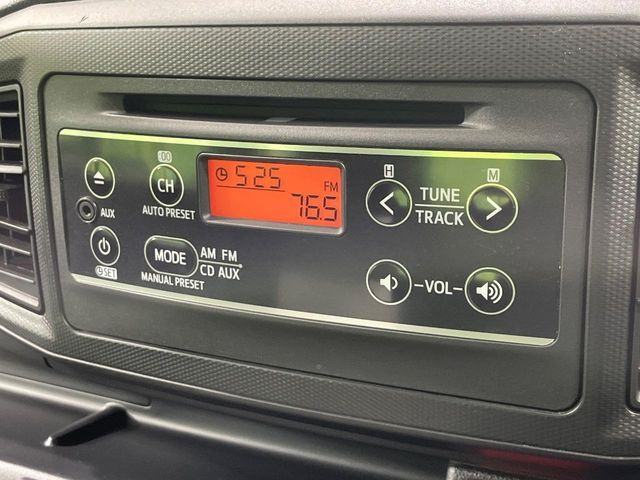 :00
H
M
CH
AUTO PRESET
5:25
FM
76.5
TUNE
TRACK
AUX
MODE
AM FM
CD AUX
MANUAL PRESET
SET
-VOL-